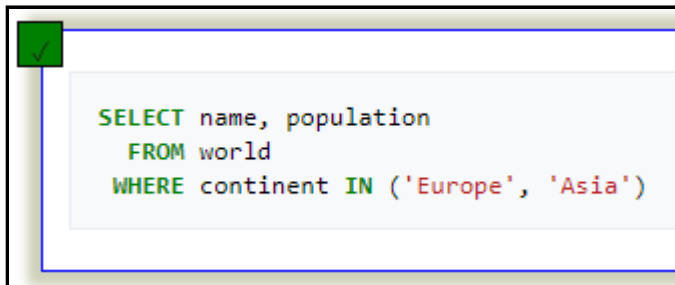 SELECT name, population
FROM world
WHERE continent IN ('Europe', 'Asia')